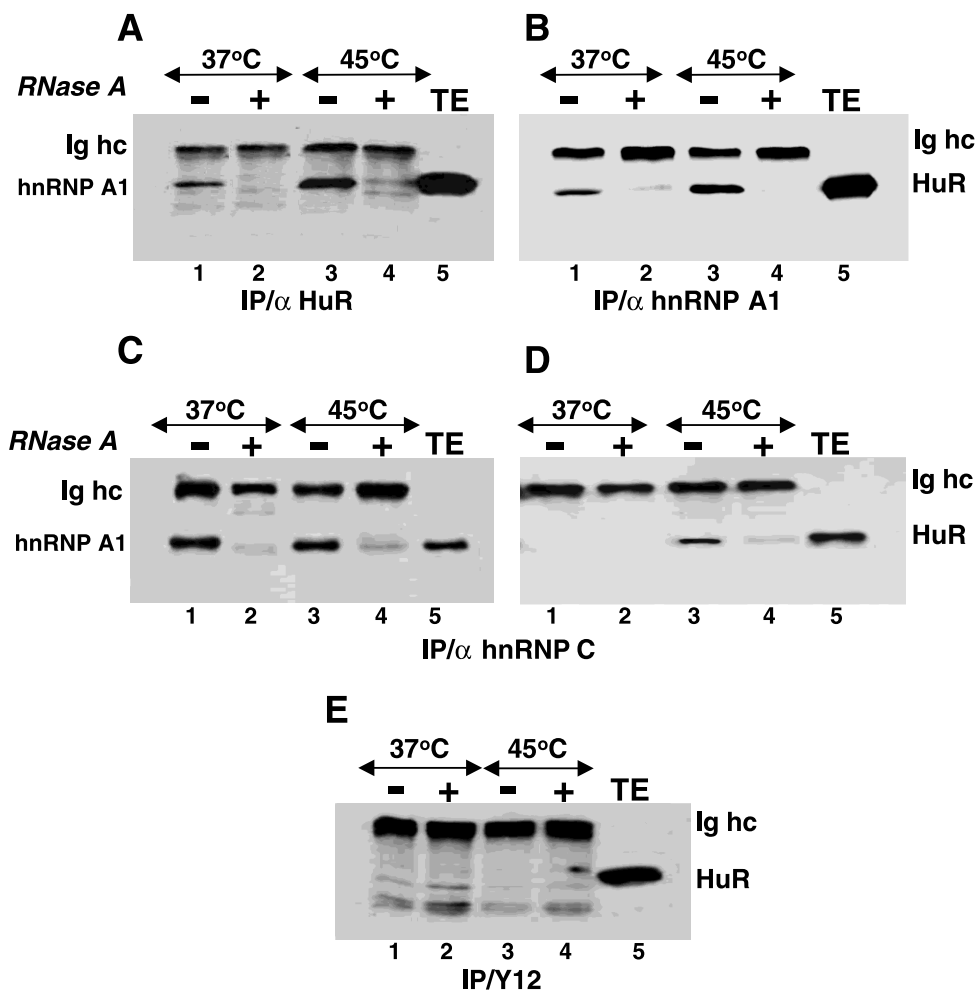 A B
37°C 45°C 37°C 45°C
RNase A - + - + TE - + - + TE
Ig hc Ig hc
hnRNP A1 HuR
1 2 3 4 5 1 2 3 4 5
IP/α HuR IP/α hnRNP A1
C D
37°C 45°C 37°C 45°C
RNase A - + - + TE - + - + TE
Ig hc Ig hc
hnRNP A1 HuR
1 2 3 4 5 1 2 3 4 5
IP/α hnRNP C
E
37°C 45°C
- + - + TE
Ig hc
HuR
1 2 3 4 5
IP/Y12